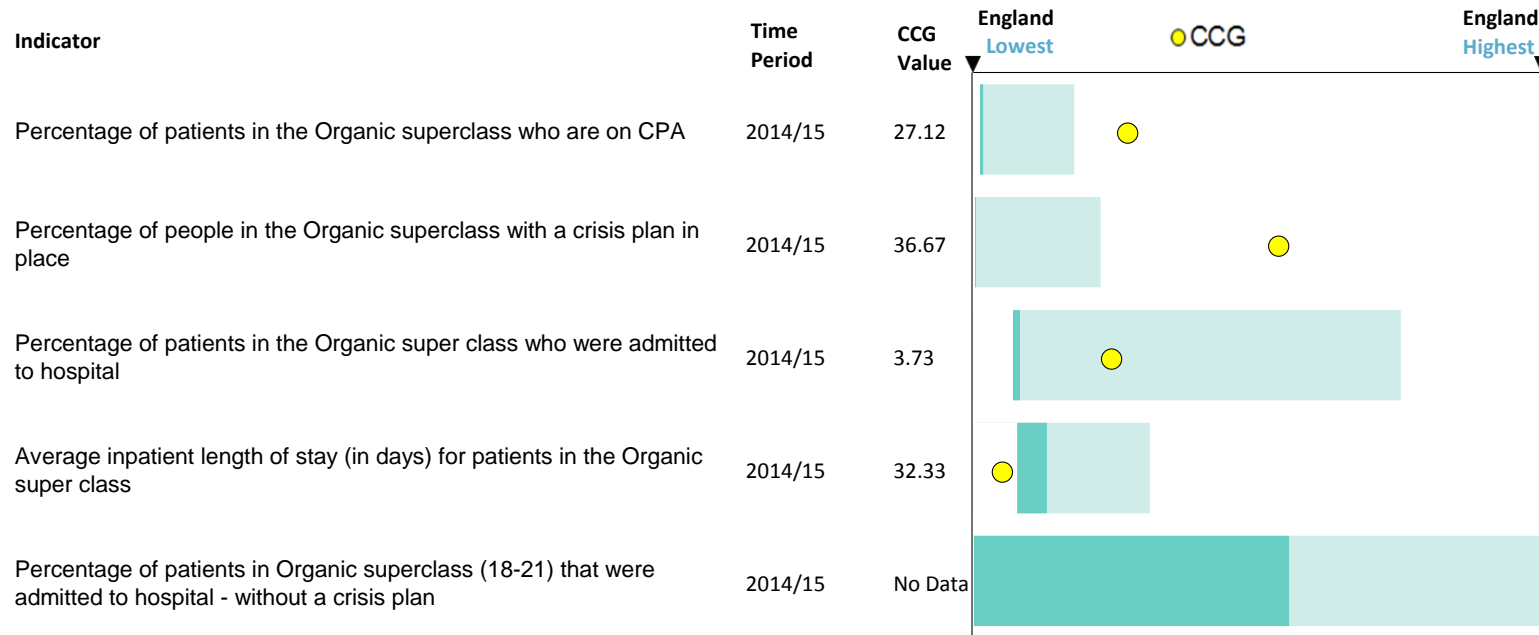 Indicator
Time
Period
CCG
Value
England
Lowest
CCG
England
Highest
Percentage of patients in the Organic superclass who are on CPA
2014/15
27.12
Percentage of people in the Organic superclass with a crisis plan in
place
2014/15
36.67
Percentage of patients in the Organic super class who were admitted
to hospital
2014/15
3.73
Average inpatient length of stay (in days) for patients in the Organic
super class
2014/15
32.33
Percentage of patients in Organic superclass (18-21) that were
admitted to hospital - without a crisis plan
2014/15
No Data